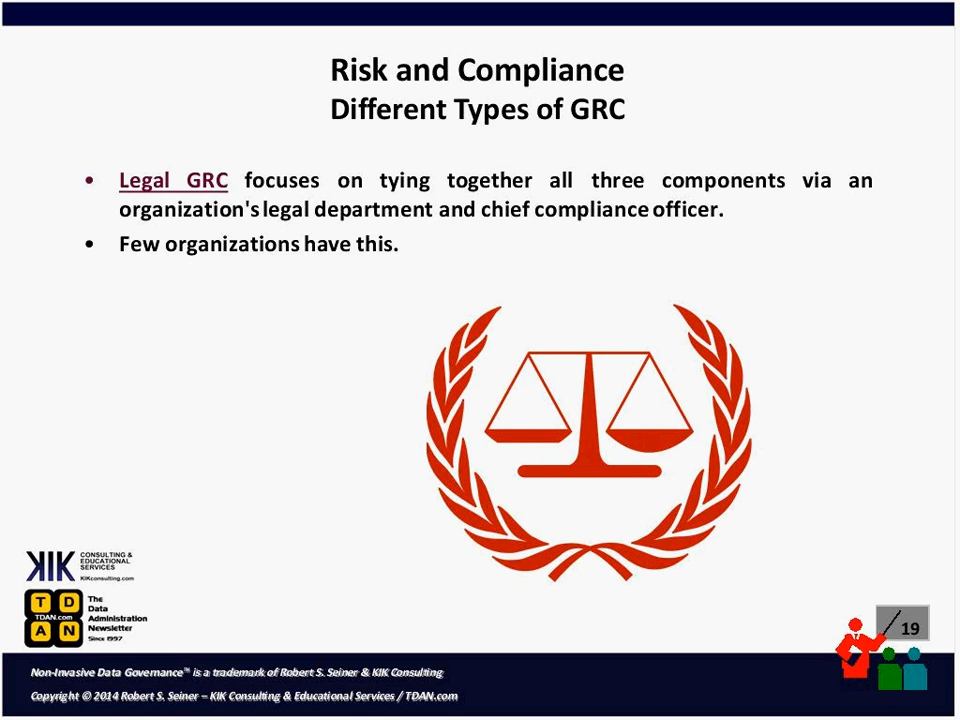 Risk and Compliance
Different Types of GRC
• Legal GRC focuses on tying together all three components via an
organization's legal department and chief compliance officer.
• Few organizations have this.
KIK CONSULTING &
EDUCATIONAL
SERVICES
KIKconsulting.com
T D
TDAN.com
A N
The
Data
Administration
Newsletter
Since 1997
19
Non-Invasive Data Governance™ is a trademark of Robert S. Seiner & KIK Consulting
Copyright © 2014 Robert S. Seiner – KIK Consulting & Educational Services / TDAN.com